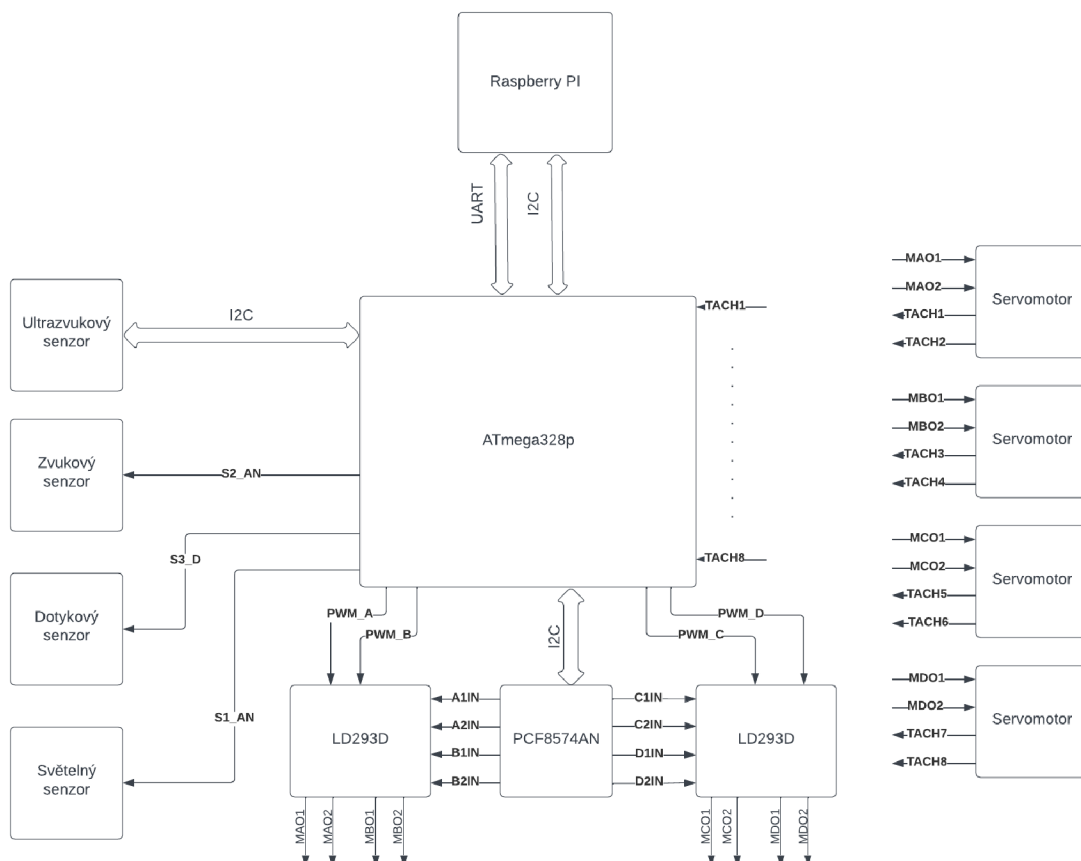 Raspberry PI
UART
I2C
Ultrazvukový
senzor
I2C
Zvukový
senzor
S2_AN
Dotykový
senzor
S3_D
Světelný
senzor
S1_AN
ATmega328p
TACH1
TACH8
PWM_A
PWM_B
I2C
PWM_C
PWM_D
LD293D
A1IN
A2IN
B1IN
B2IN
PCF8574AN
C1IN
C2IN
D1IN
D2IN
LD293D
MAO1
MAO2
MBO1
MBO2
MCO1
MCO2
MDO1
MDO2
MAO1
MAO2
TACH1
TACH2
Servomotor
MBO1
MBO2
TACH3
TACH4
Servomotor
MCO1
MCO2
TACH5
TACH6
Servomotor
MDO1
MDO2
TACH7
TACH8
Servomotor